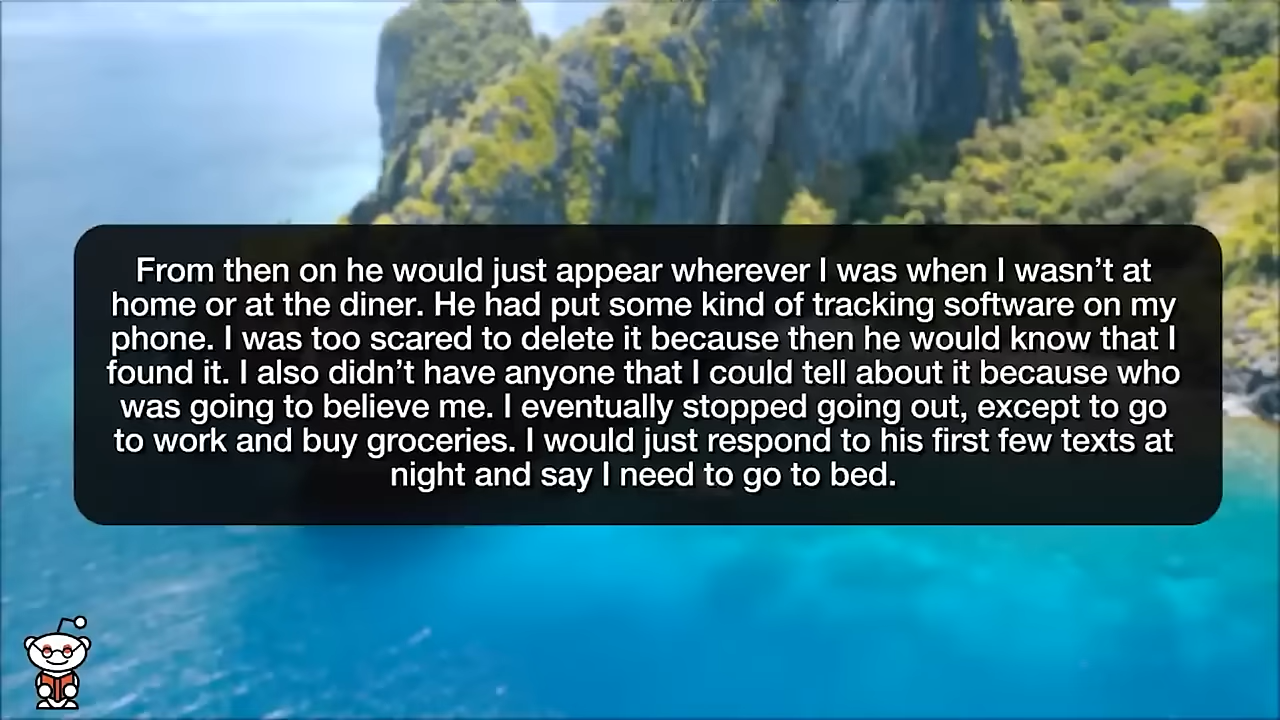 From then on he would just appear wherever I was when I wasn’t at
home or at the diner. He had put some kind of tracking software on my
phone. I was too scared to delete it because then he would know that I
found it. I also didn’t have anyone that I could tell about it because who
was going to believe me. I eventually stopped going out, except to go
to work and buy groceries. I would just respond to his first few texts at
night and say I need to go to bed.